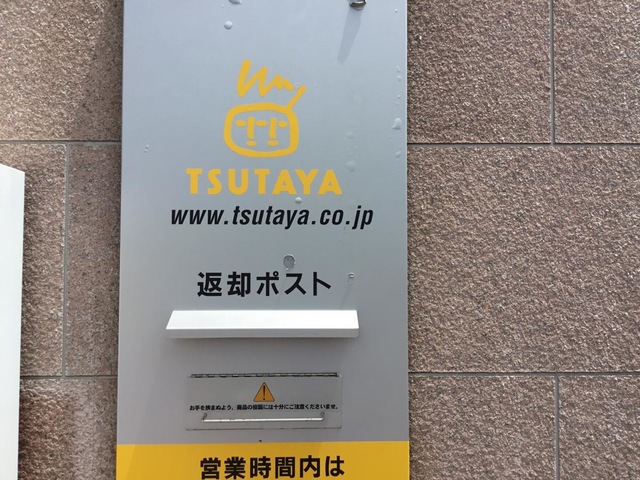 TSUTAYA
www.tsutaya.co.jp
返却ポスト
お手を挟まぬよう、商品の投函には十分にご注意くださいませ。
営業時間内は